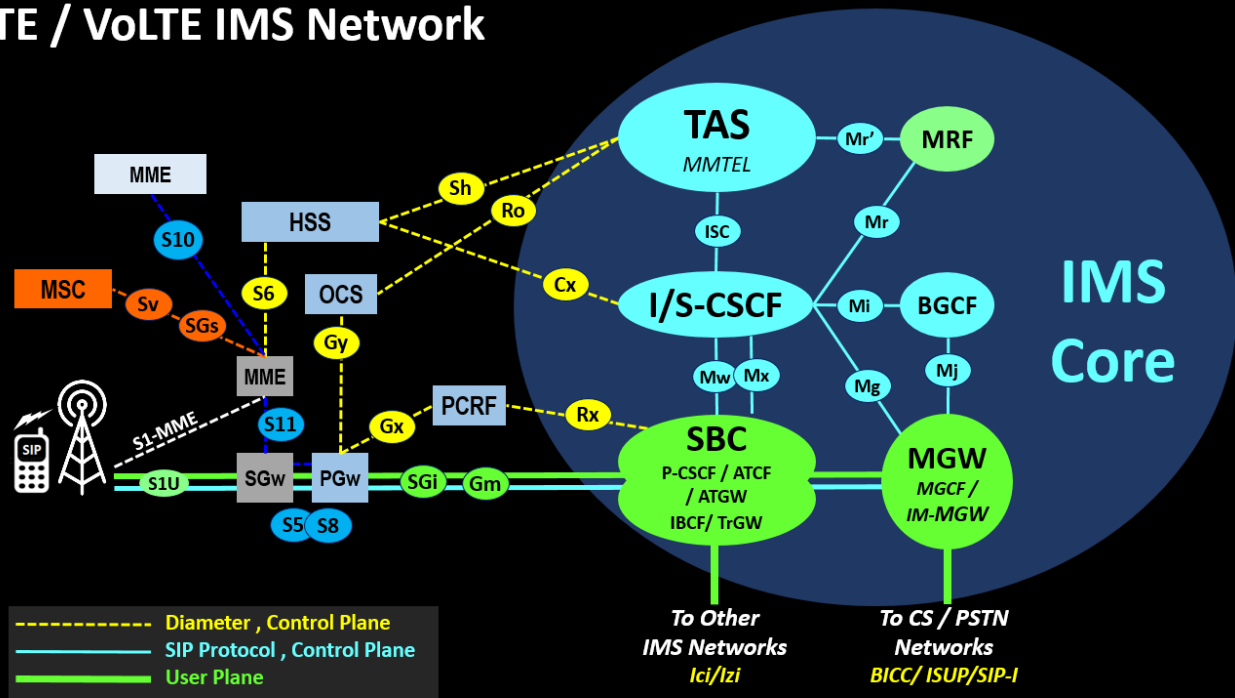 TE / VoLTE IMS Network
TAS
MMTEL
Mr'
MRF
MME
Sh
HSS
Ro
S10
ISC
Mr
MSC
Sv
SGs
S6
OCS
Cx
I/S-CSCF
Mi
BGCF
IMS
Core
Gy
MME
Mw
Mx
Mg
Mj
S1-MME
S11
Gx
PCRF
Rx
SIP
S1U
SGw
PGw
SGi
Gm
SBC
P-CSCF / ATCF
/ ATGW
IBCF/ TrGW
MGW
MGCF /
IM-MGW
S5
S8
Diameter , Control Plane
SIP Protocol , Control Plane
User Plane
To Other
IMS Networks
Ici/Izi
To CS / PSTN
Networks
BICC/ ISUP/SIP-I